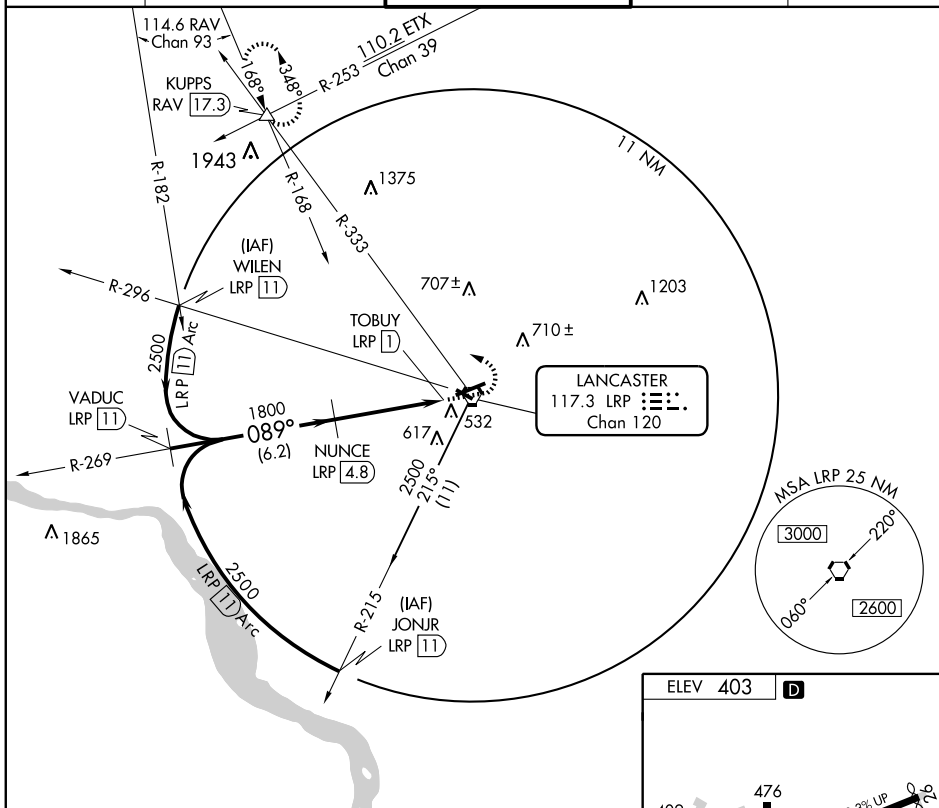 114.6 RAV
Chan 93
110.2 ETX
Chan 39
R-253
168°
348°
KUPPS
RAV 17.3
1943
11 NM
1375
R-182
R-168
R-333
(IAF)
WILEN
LRP 11
R-296
707±
1203
TOBUY
LRP 1
710±
2500
LRP 11 Arc
LANCASTER
117.3 LRP
Chan 120
VADUC
LRP 11
1800
089°
(6.2)
532
617
NUNCE
LRP 4.8
R-269
2500
215°
(11)
MSA LRP 25 NM
3000
220°
060°
2600
1865
2500
LRP 11 Arc
R-215
(IAF)
JONJR
LRP 11
ELEV 403 D
476
26